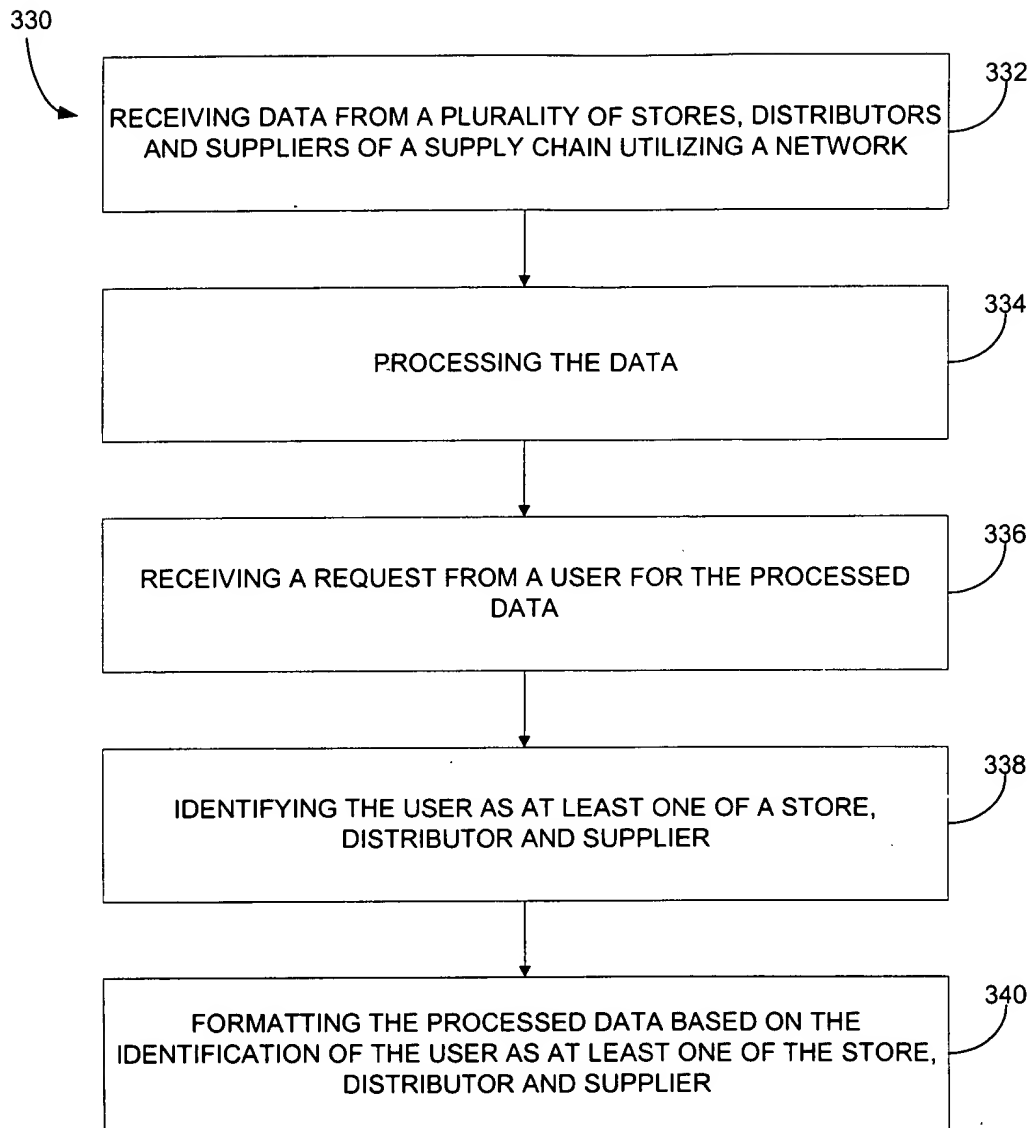 330
332
RECEIVING DATA FROM A PLURALITY OF STORES, DISTRIBUTORS
AND SUPPLIERS OF A SUPPLY CHAIN UTILIZING A NETWORK
334
PROCESSING THE DATA
336
RECEIVING A REQUEST FROM A USER FOR THE PROCESSED
DATA
338
IDENTIFYING THE USER AS AT LEAST ONE OF A STORE,
DISTRIBUTOR AND SUPPLIER
340
FORMATTING THE PROCESSED DATA BASED ON THE
IDENTIFICATION OF THE USER AS AT LEAST ONE OF THE STORE,
DISTRIBUTOR AND SUPPLIER